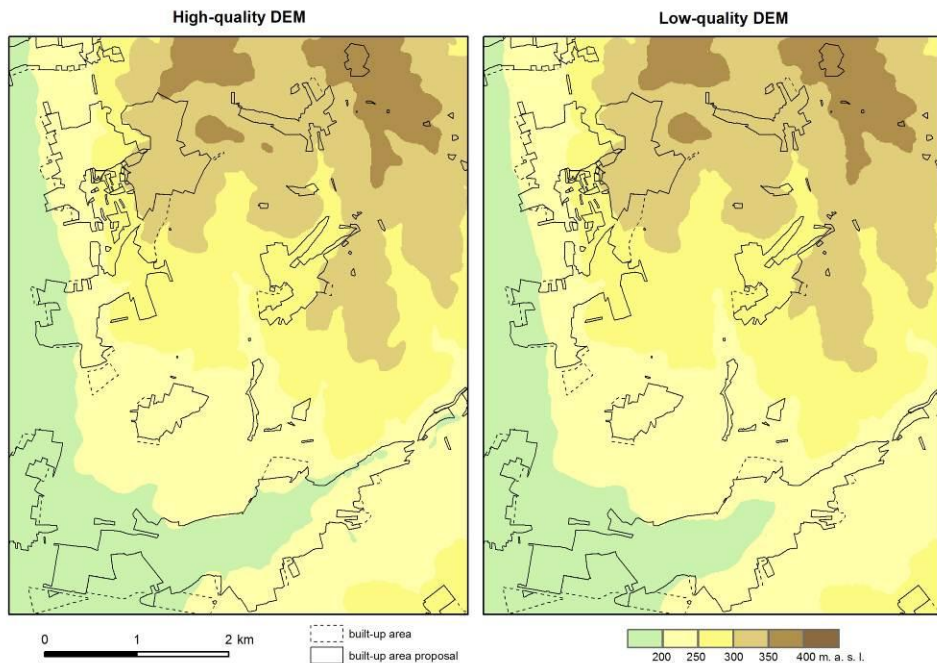 High-quality DEM
Low-quality DEM
0 1 2 km
built-up area
built-up area proposal
200 250 300 350 400 m. a. s. l.